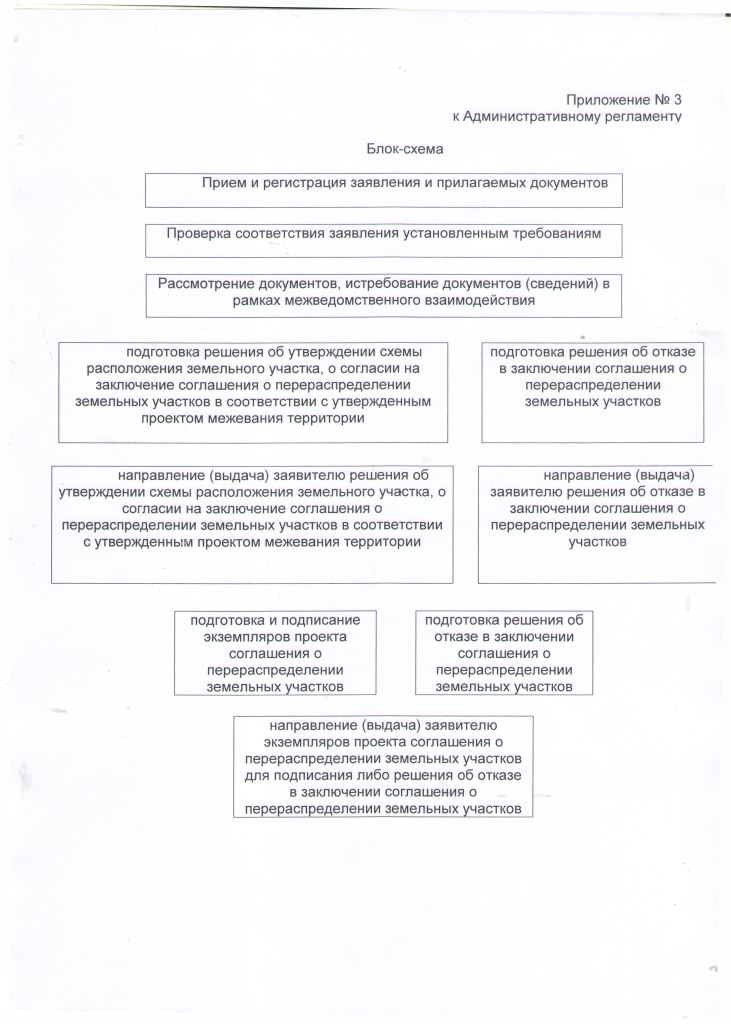 Приложение № 3
к Административному регламенту
Блок-схема
Прием и регистрация заявления и прилагаемых документов
Проверка соответствия заявления установленным требованиям
Рассмотрение документов, истребование документов (сведений) в
рамках межведомственного взаимодействия
подготовка решения об утверждении схемы
расположения земельного участка, о согласии на
заключение соглашения о перераспределении
земельных участков в соответствии с утвержденным
проектом межевания территории
подготовка решения об отказе
в заключении соглашения о
перераспределении
земельных участков
направление (выдача) заявителю решения об
утверждении схемы расположения земельного участка, о
согласии на заключение соглашения о
перераспределении земельных участков в соответствии
с утвержденным проектом межевания территории
направление (выдача)
заявителю решения об отказе в
заключении соглашения о
перераспределении земельных
участков
подготовка и подписание
экземпляров проекта
соглашения о
перераспределении
земельных участков
подготовка решения об
отказе в заключении
соглашения о
перераспределении
земельных участков
направление (выдача) заявителю
экземпляров проекта соглашения о
перераспределении земельных участков
для подписания либо решения об отказе
в заключении соглашения о
перераспределении земельных участков